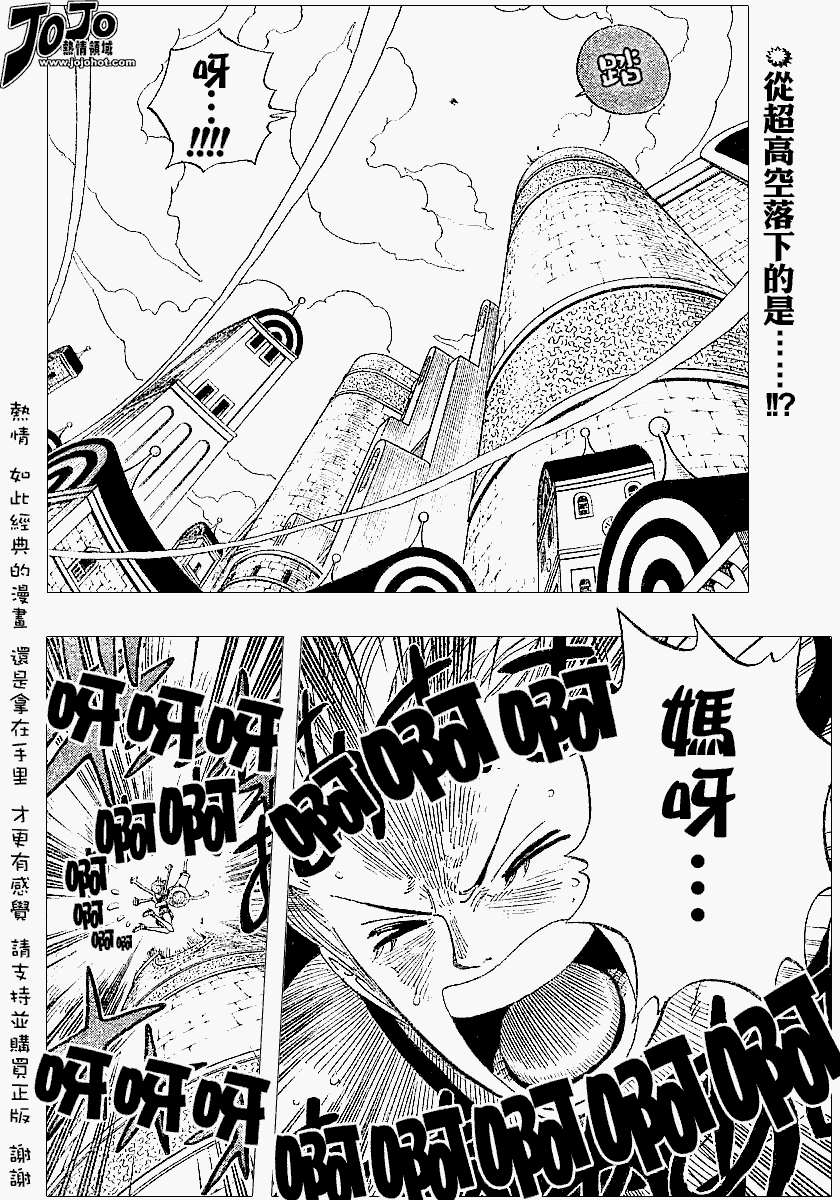 JOJO
熱情領域
www.jojohot.com
從超高空落下的是……!!?
呀…!!!!
媽呀…
啊啊啊
呀呀呀
啊啊
啊
啊
啊啊
呀呀呀
啊啊啊啊啊
熱情 如此經典的漫畫 還是拿在手里 才更有感覺 請支持並購買正版 謝謝